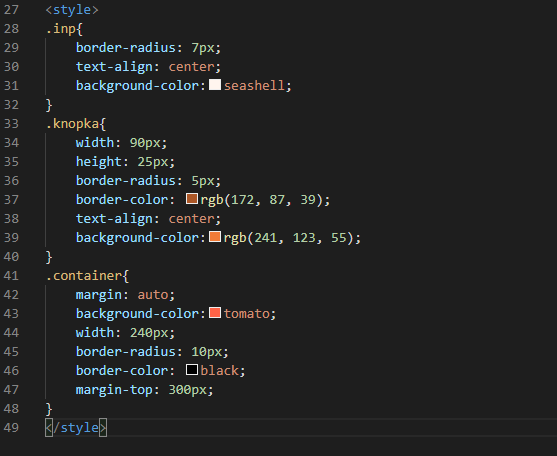 27 <style>
28 .inp{
29 border-radius: 7px;
30 text-align: center;
31 background-color: seashell;
32 }
33 .knopka{
34 width: 90px;
35 height: 25px;
36 border-radius: 5px;
37 border-color: rgb(172, 87, 39);
38 text-align: center;
39 background-color: rgb(241, 123, 55);
40 }
41 .container{
42 margin: auto;
43 background-color: tomato;
44 width: 240px;
45 border-radius: 10px;
46 border-color: black;
47 margin-top: 300px;
48 }
49 </style>